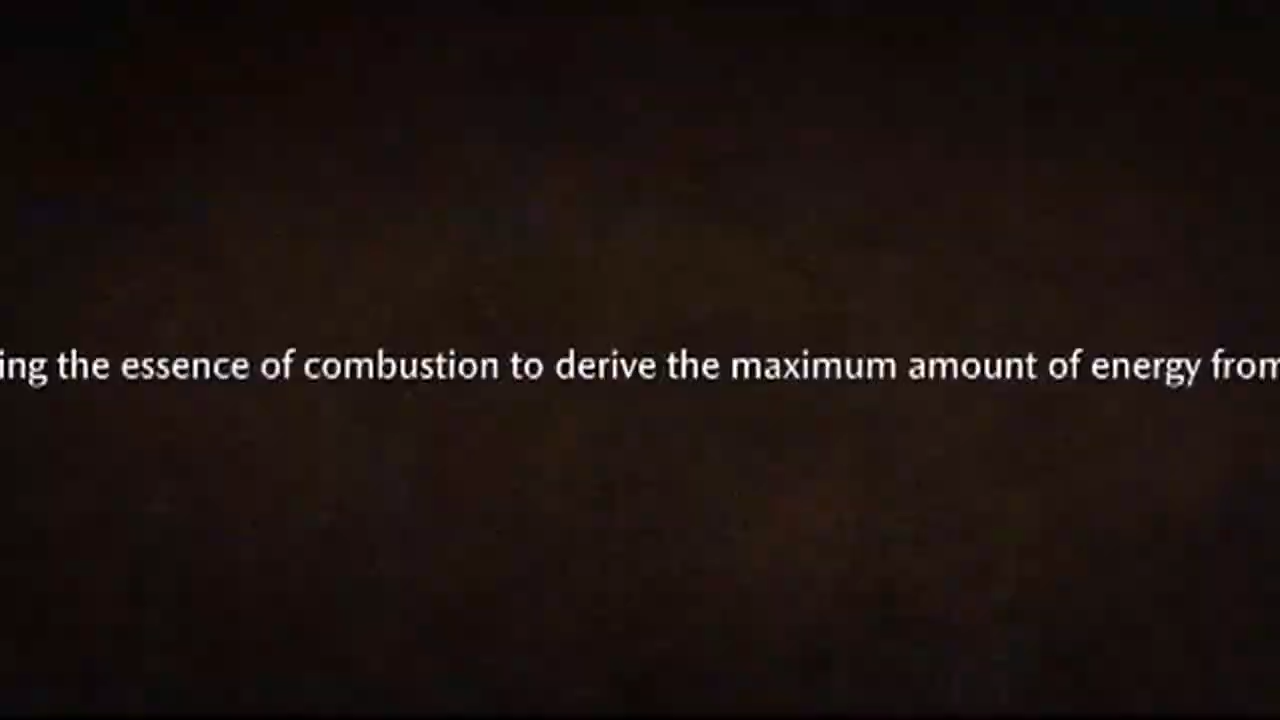 ing the essence of combustion to derive the maximum amount of energy from